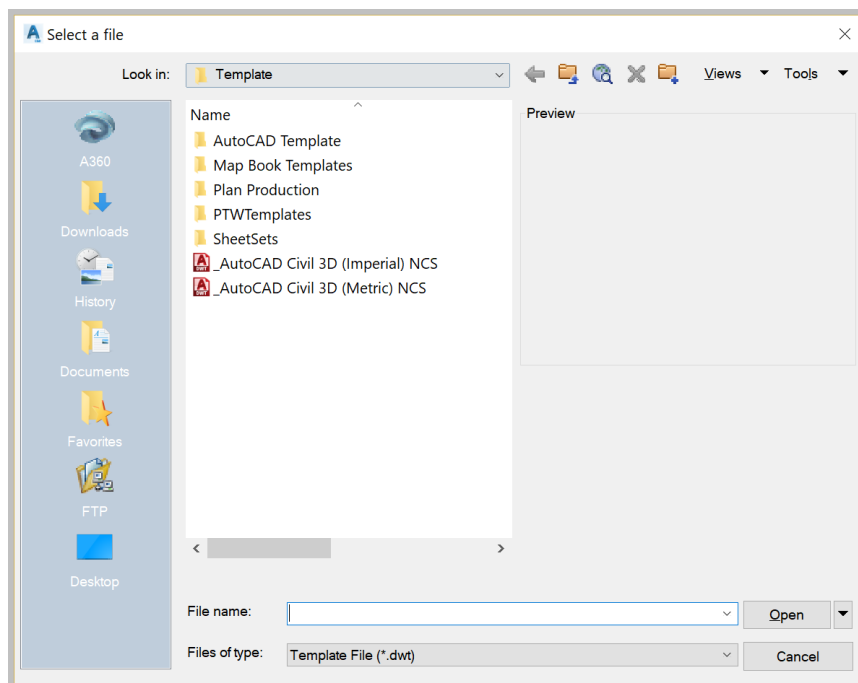 Select a file
Look in:
Template
Views
Tools
A360
Downloads
History
Documents
Favorites
FTP
Desktop
Name
AutoCAD Template
Map Book Templates
Plan Production
PTWTemplates
SheetSets
_AutoCAD Civil 3D (Imperial) NCS
_AutoCAD Civil 3D (Metric) NCS
Preview
File name:
Open
Files of type:
Template File (*.dwt)
Cancel